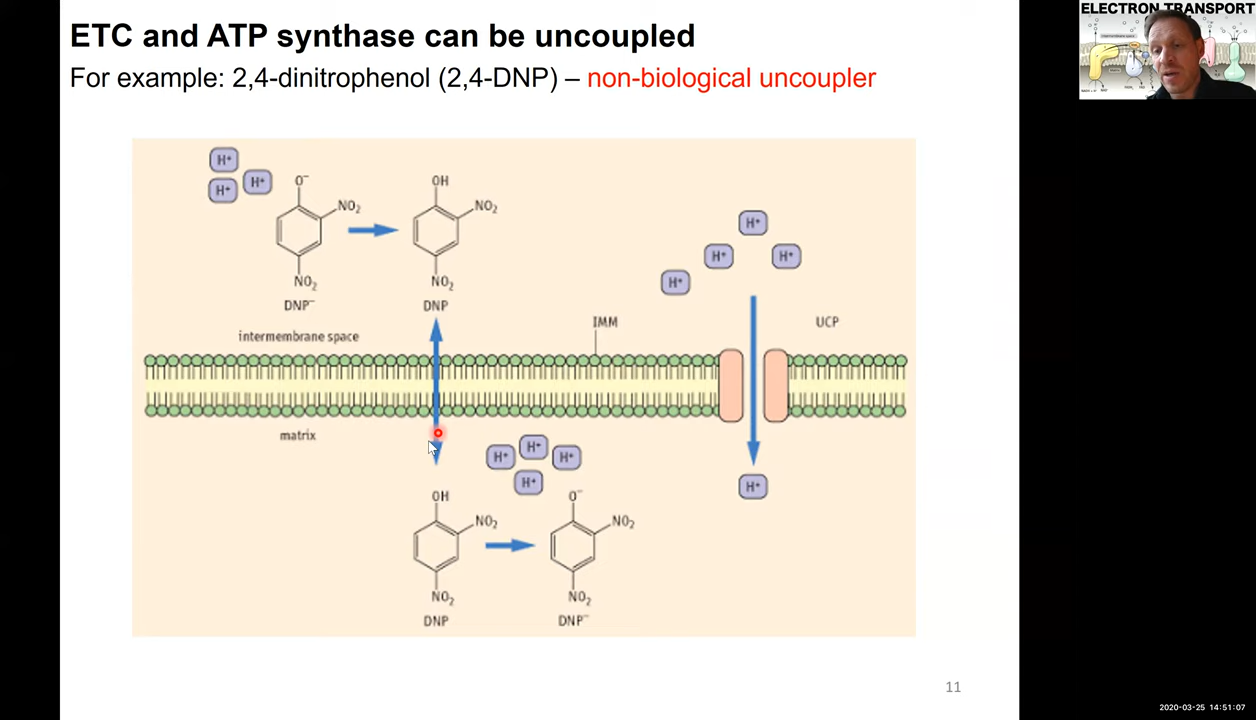 ETC and ATP synthase can be uncoupled
For example: 2,4-dinitrophenol (2,4-DNP) – non-biological uncoupler
ELECTRON TRANSPORT
H⁺
H⁺
H⁺
O⁻
NO₂
NO₂
DNP⁻
OH
NO₂
NO₂
DNP
H⁺
H⁺
H⁺
H⁺
intermembrane space
IMM
UCP
matrix
H⁺
H⁺
H⁺
H⁺
H⁺
OH
NO₂
NO₂
DNP
O⁻
NO₂
NO₂
DNP⁻
11
2020-03-25 14:51:07